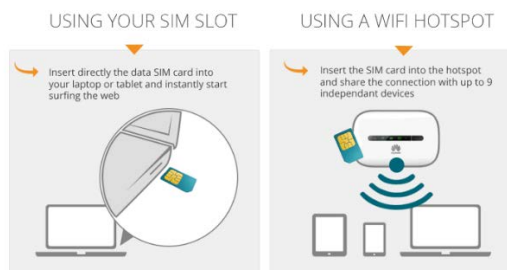 USING YOUR SIM SLOT
Insert directly the data SIM card into
your laptop or tablet and instantly start
surfing the web
USING A WIFI HOTSPOT
Insert the SIM card into the hotspot
and share the connection with up to 9
independant devices